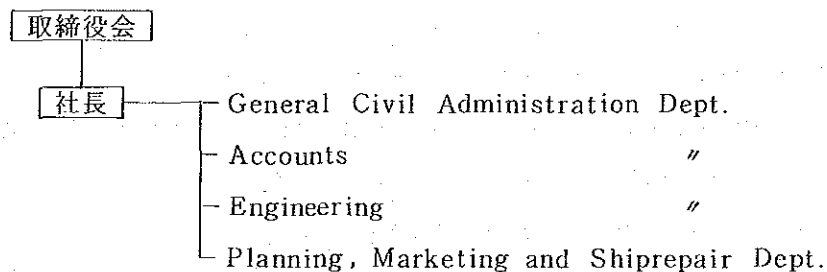 取締役会
社長 General Civil Administration Dept.
Accounts 〃
Engineering 〃
Planning, Marketing and Shiprepair Dept.